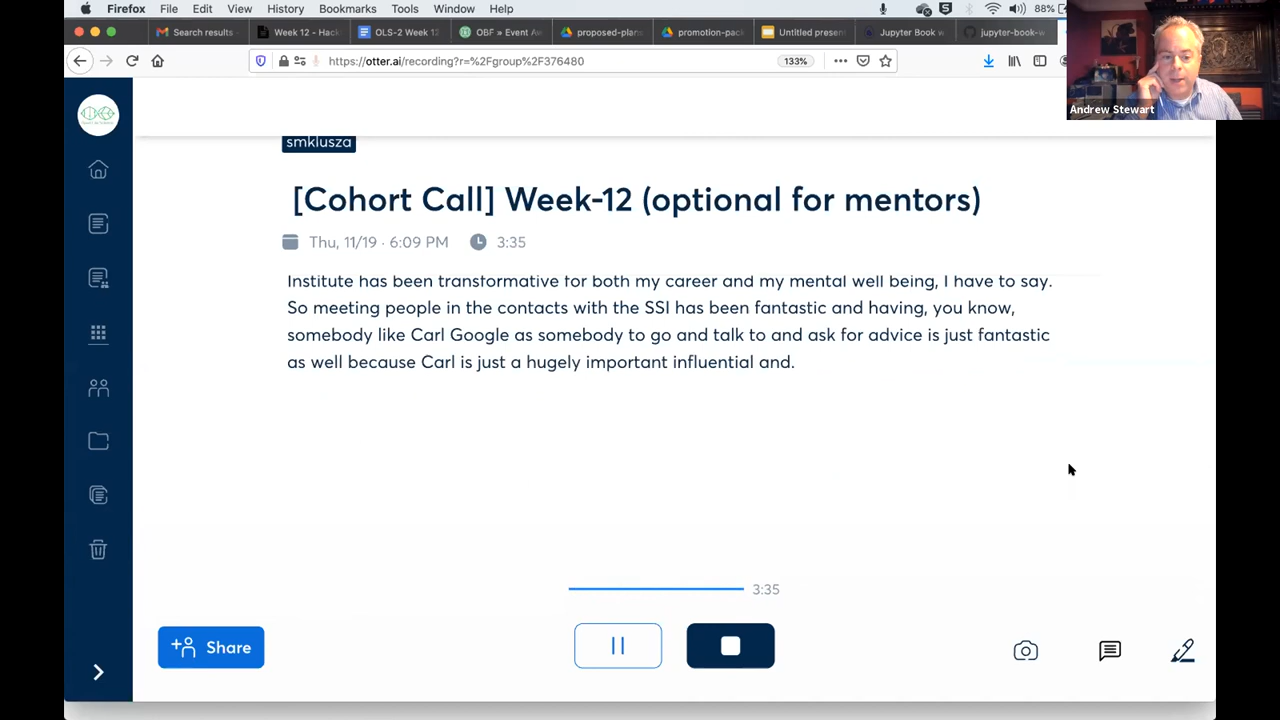 Firefox File Edit View History Bookmarks Tools Window Help 88%
Search results - Week 12 - Hack OLS-2 Week 12 OBF » Event Aw proposed-plans promotion-pack Untitled present Jupyter Book w jupyter-book-w
https://otter.ai/recording?r=%2Fgroup%2F376480 133%
Andrew Stewart
smklusza
[Cohort Call] Week-12 (optional for mentors)
Thu, 11/19 · 6:09 PM 3:35
Institute has been transformative for both my career and my mental well being, I have to say.
So meeting people in the contacts with the SSI has been fantastic and having, you know,
somebody like Carl Google as somebody to go and talk to and ask for advice is just fantastic
as well because Carl is just a hugely important influential and.
3:35
Share